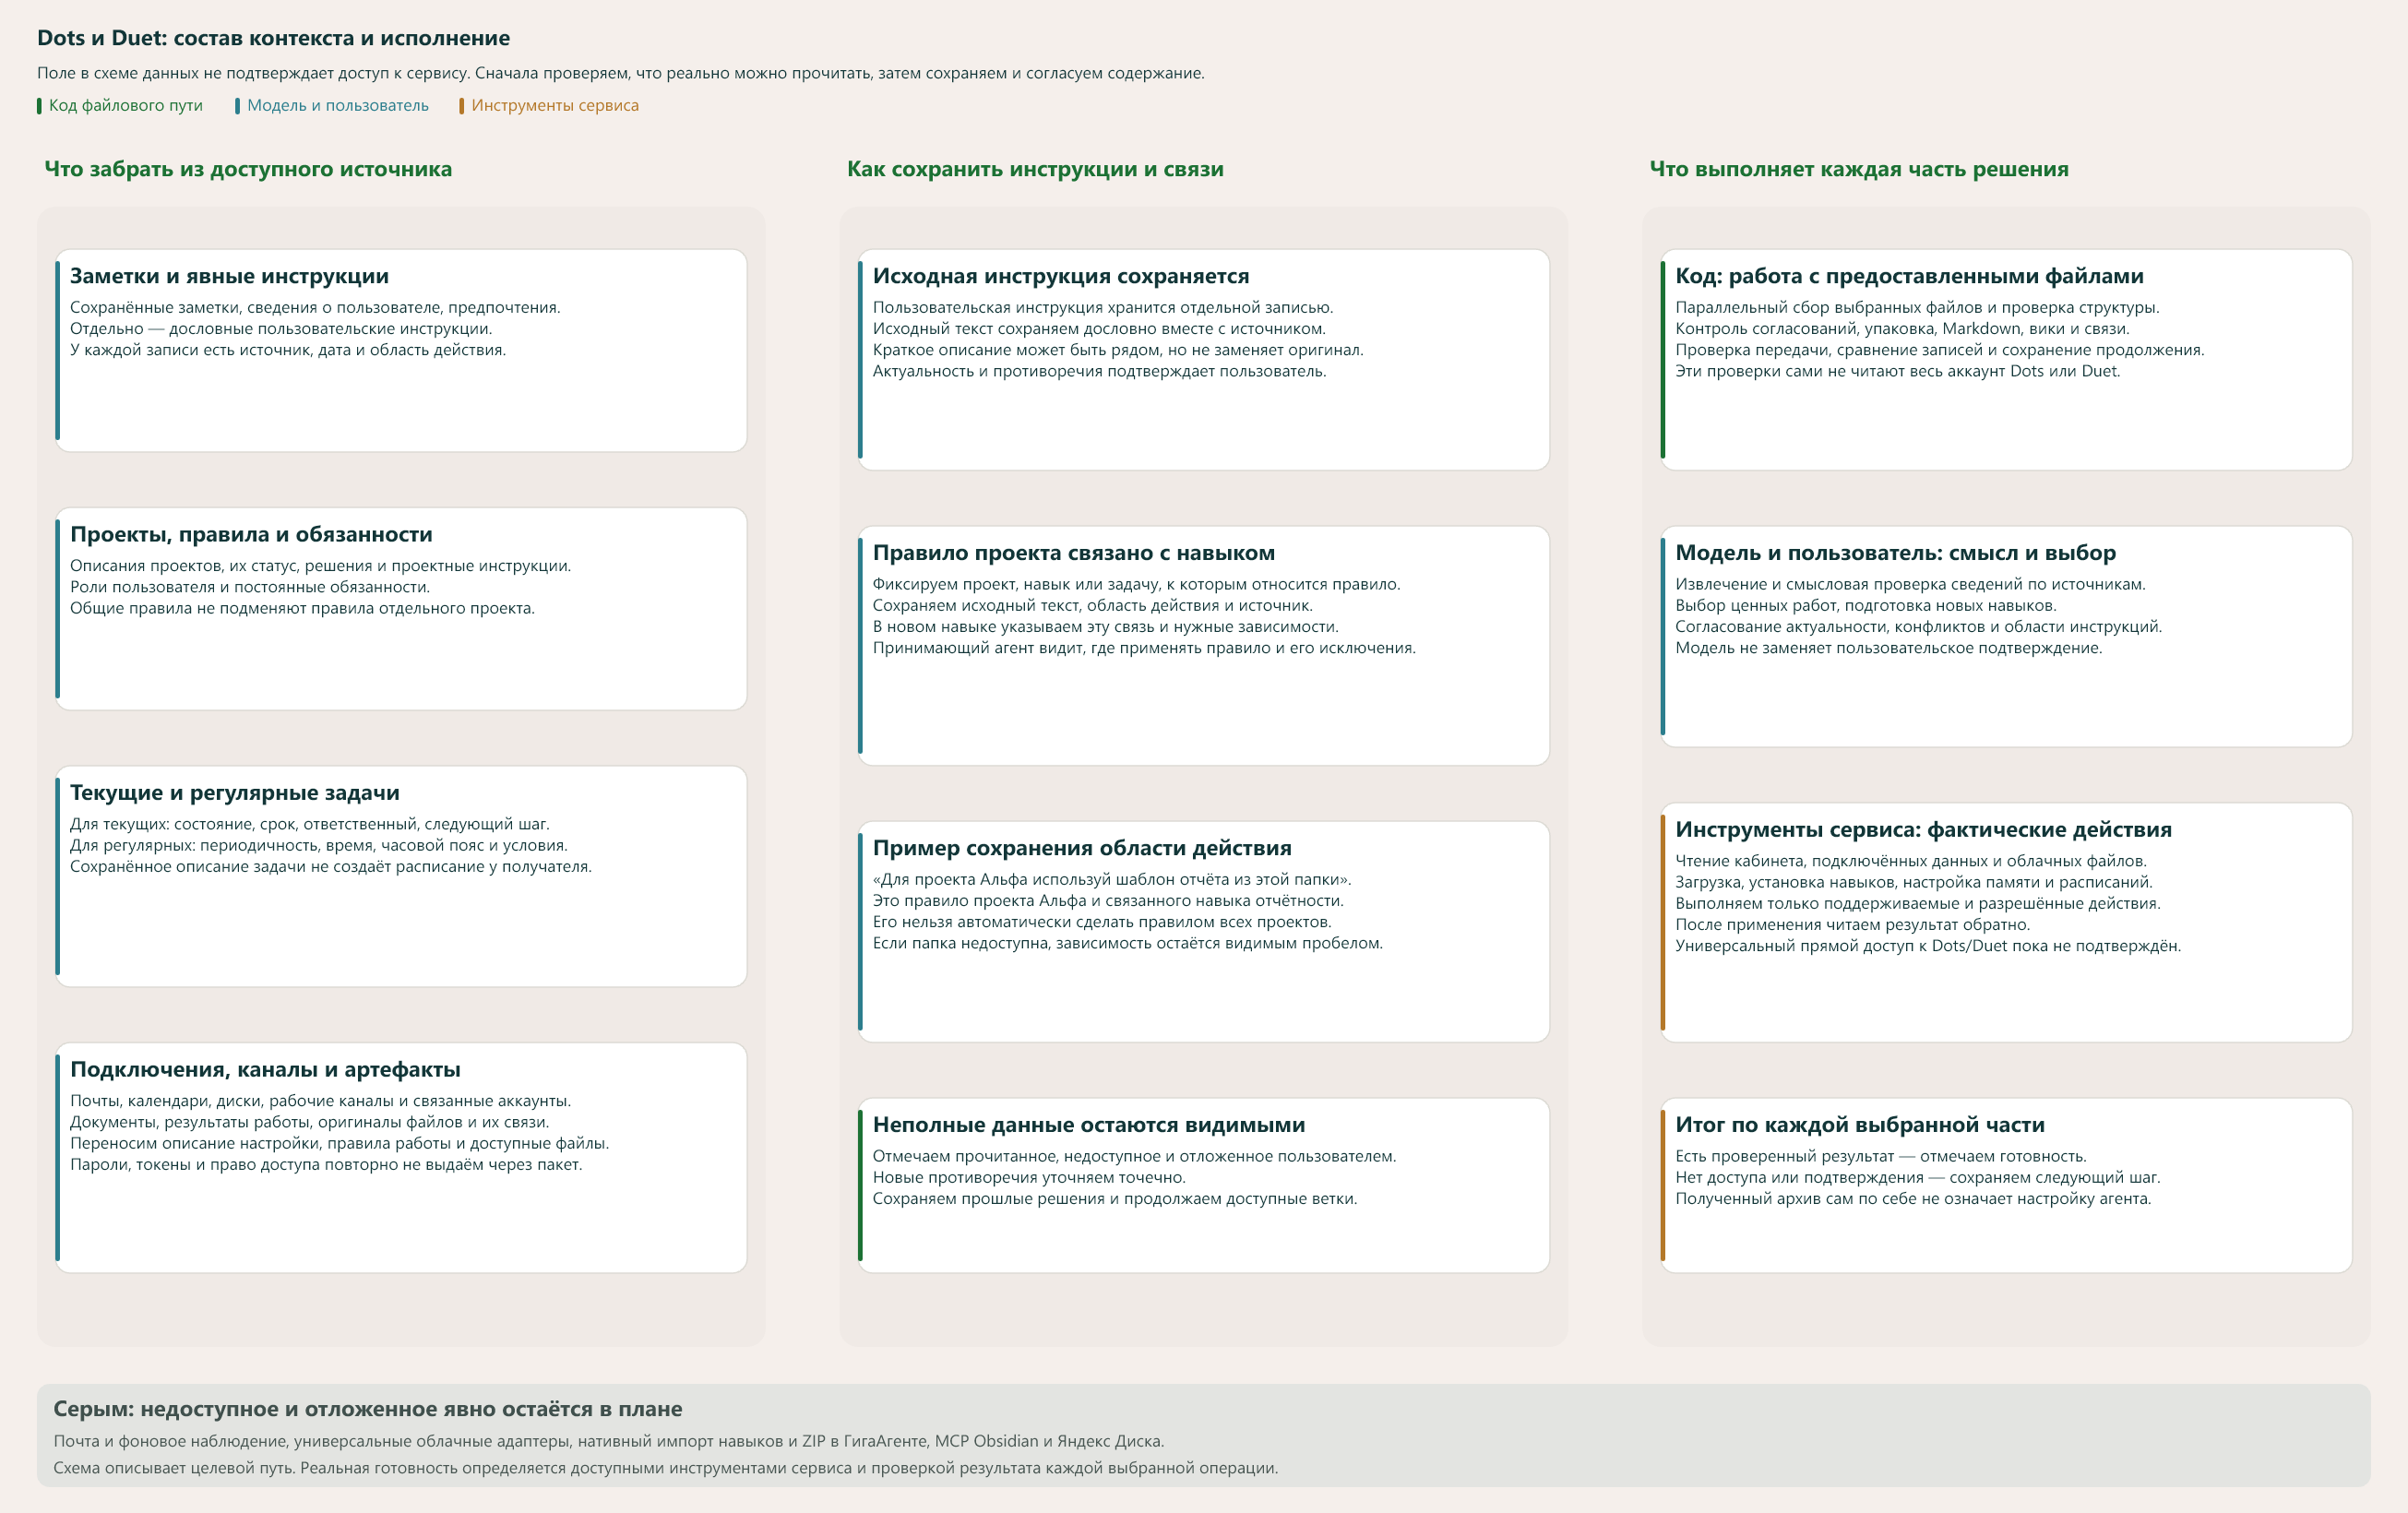 Dots и Duet: состав контекста и исполнение
Поле в схеме данных не подтверждает доступ к сервису. Сначала проверяем, что реально можно прочитать, затем сохраняем и согласуем содержание.
Код файлового пути
Модель и пользователь
Инструменты сервиса
Что забрать из доступного источника
Заметки и явные инструкции
Сохранённые заметки, сведения о пользователе, предпочтения.
Отдельно — дословные пользовательские инструкции.
У каждой записи есть источник, дата и область действия.
Проекты, правила и обязанности
Описания проектов, их статус, решения и проектные инструкции.
Роли пользователя и постоянные обязанности.
Общие правила не подменяют правила отдельного проекта.
Текущие и регулярные задачи
Для текущих: состояние, срок, ответственный, следующий шаг.
Для регулярных: периодичность, время, часовой пояс и условия.
Сохранённое описание задачи не создаёт расписание у получателя.
Подключения, каналы и артефакты
Почты, календари, диски, рабочие каналы и связанные аккаунты.
Документы, результаты работы, оригиналы файлов и их связи.
Переносим описание настройки, правила работы и доступные файлы.
Пароли, токены и право доступа повторно не выдаём через пакет.
Как сохранить инструкции и связи
Исходная инструкция сохраняется
Пользовательская инструкция хранится отдельной записью.
Исходный текст сохраняем дословно вместе с источником.
Краткое описание может быть рядом, но не заменяет оригинал.
Актуальность и противоречия подтверждает пользователь.
Правило проекта связано с навыком
Фиксируем проект, навык или задачу, к которым относится правило.
Сохраняем исходный текст, область действия и источник.
В новом навыке указываем эту связь и нужные зависимости.
Принимающий агент видит, где применять правило и его исключения.
Пример сохранения области действия
«Для проекта Альфа используй шаблон отчёта из этой папки».
Это правило проекта Альфа и связанного навыка отчётности.
Его нельзя автоматически сделать правилом всех проектов.
Если папка недоступна, зависимость остаётся видимым пробелом.
Неполные данные остаются видимыми
Отмечаем прочитанное, недоступное и отложенное пользователем.
Новые противоречия уточняем точечно.
Сохраняем прошлые решения и продолжаем доступные ветки.
Что выполняет каждая часть решения
Код: работа с предоставленными файлами
Параллельный сбор выбранных файлов и проверка структуры.
Контроль согласований, упаковка, Markdown, вики и связи.
Проверка передачи, сравнение записей и сохранение продолжения.
Эти проверки сами не читают весь аккаунт Dots или Duet.
Модель и пользователь: смысл и выбор
Извлечение и смысловая проверка сведений по источникам.
Выбор ценных работ, подготовка новых навыков.
Согласование актуальности, конфликтов и области инструкций.
Модель не заменяет пользовательское подтверждение.
Инструменты сервиса: фактические действия
Чтение кабинета, подключённых данных и облачных файлов.
Загрузка, установка навыков, настройка памяти и расписаний.
Выполняем только поддерживаемые и разрешённые действия.
После применения читаем результат обратно.
Универсальный прямой доступ к Dots/Duet пока не подтверждён.
Итог по каждой выбранной части
Есть проверенный результат — отмечаем готовность.
Нет доступа или подтверждения — сохраняем следующий шаг.
Полученный архив сам по себе не означает настройку агента.
Серым: недоступное и отложенное явно остаётся в плане
Почта и фоновое наблюдение, универсальные облачные адаптеры, нативный импорт навыков и ZIP в ГигаАгенте, MCP Obsidian и Яндекс Диска.
Схема описывает целевой путь. Реальная готовность определяется доступными инструментами сервиса и проверкой результата каждой выбранной операции.